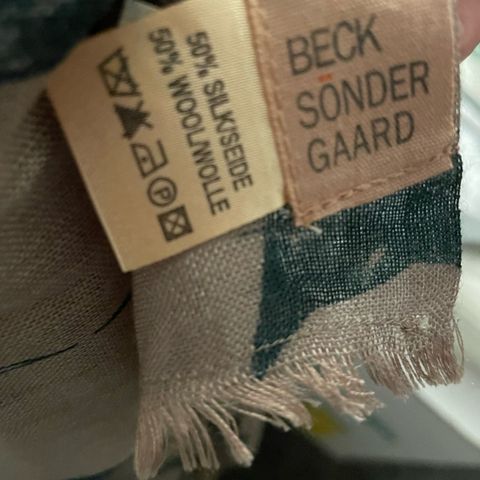 BECK
SÖNDER
GAARD
50% SILK/SEIDE
50% WOOL/WOLLE
P